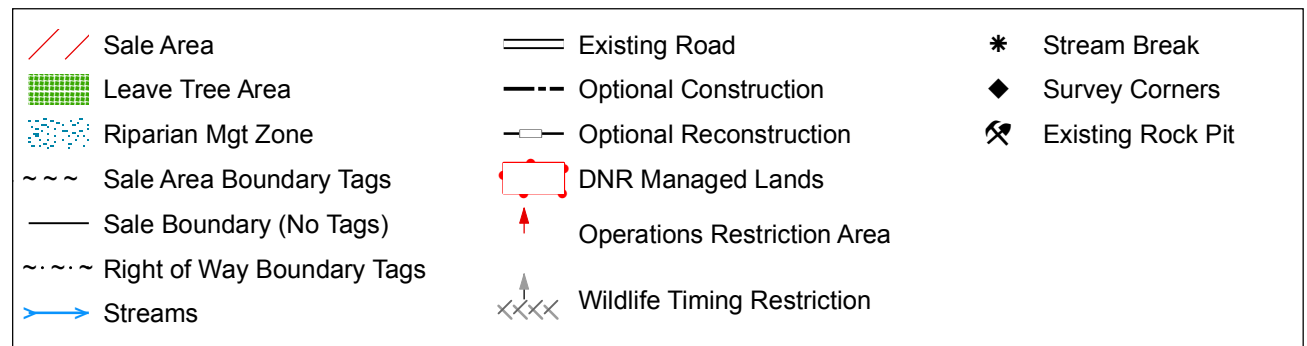 Sale Area
Leave Tree Area
Riparian Mgt Zone
Sale Area Boundary Tags
Sale Boundary (No Tags)
Right of Way Boundary Tags
Streams
Existing Road
Optional Construction
Optional Reconstruction
DNR Managed Lands
Operations Restriction Area
Wildlife Timing Restriction
Stream Break
Survey Corners
Existing Rock Pit